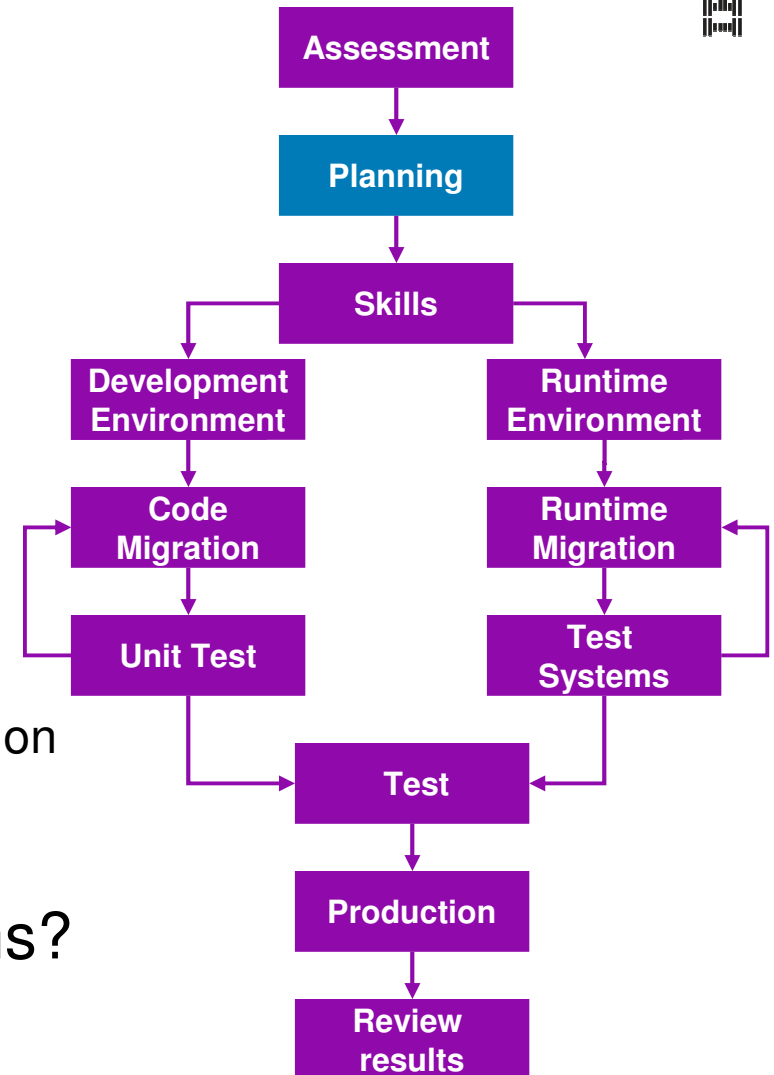 Assessment
Planning
Skills
Development
Environment
Runtime
Environment
Code
Migration
Runtime
Migration
Unit Test
Test
Systems
on
Test
Production
s?
Review
results